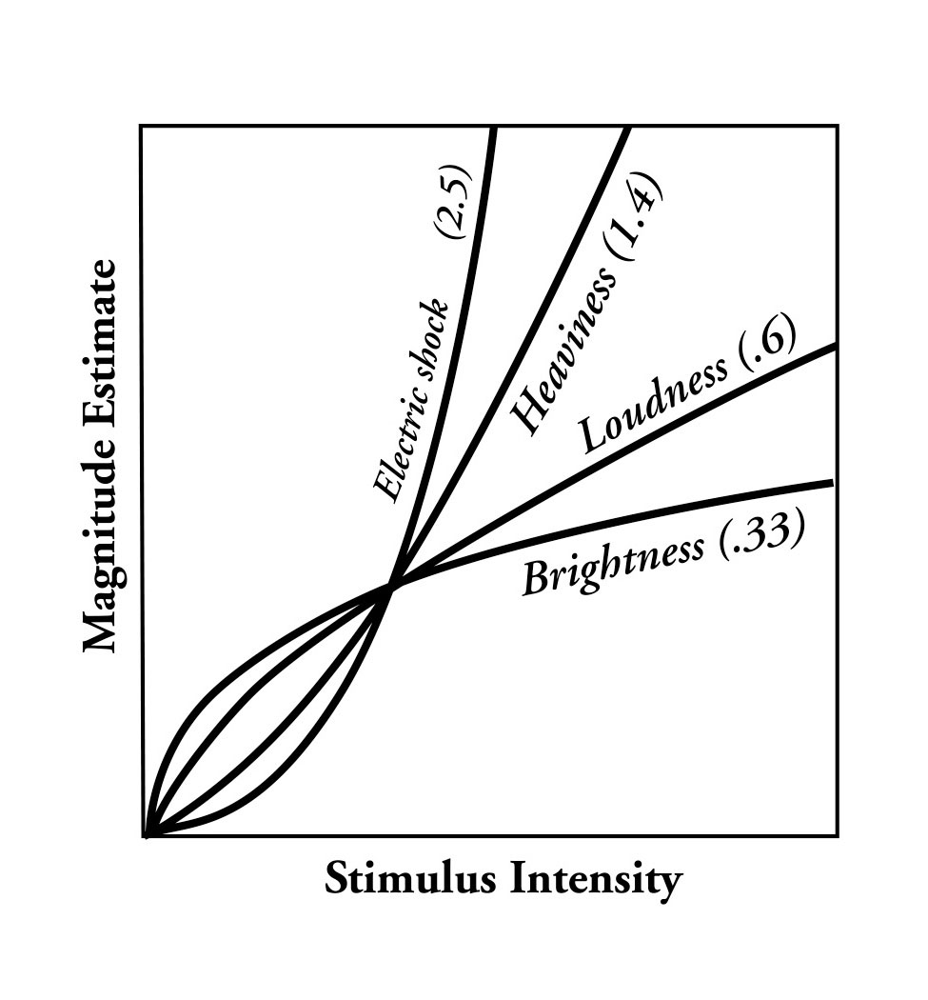 Magnitude Estimate
Electric shock (2.5)
Heaviness (1.4)
Loudness (.6)
Brightness (.33)
Stimulus Intensity